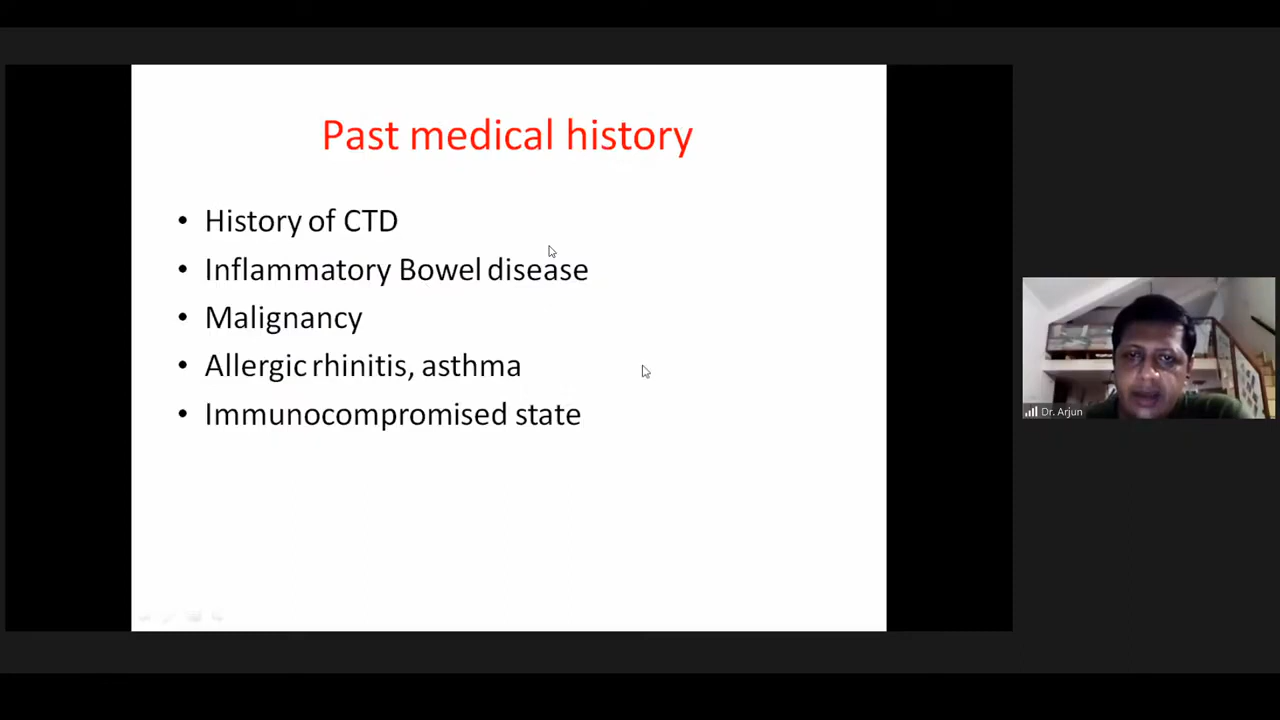 Past medical history
• History of CTD
• Inflammatory Bowel disease
• Malignancy
• Allergic rhinitis, asthma
• Immunocompromised state
Dr. Arjun